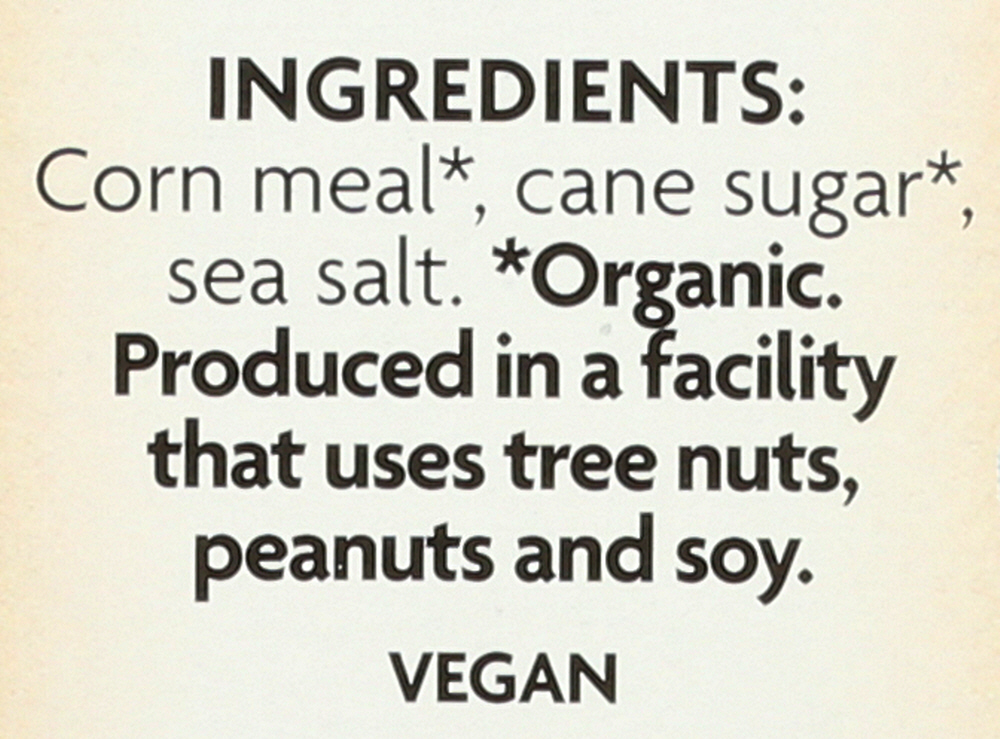 INGREDIENTS:
Corn meal*, cane sugar*,
sea salt. *Organic.
Produced in a facility
that uses tree nuts,
peanuts and soy.
VEGAN